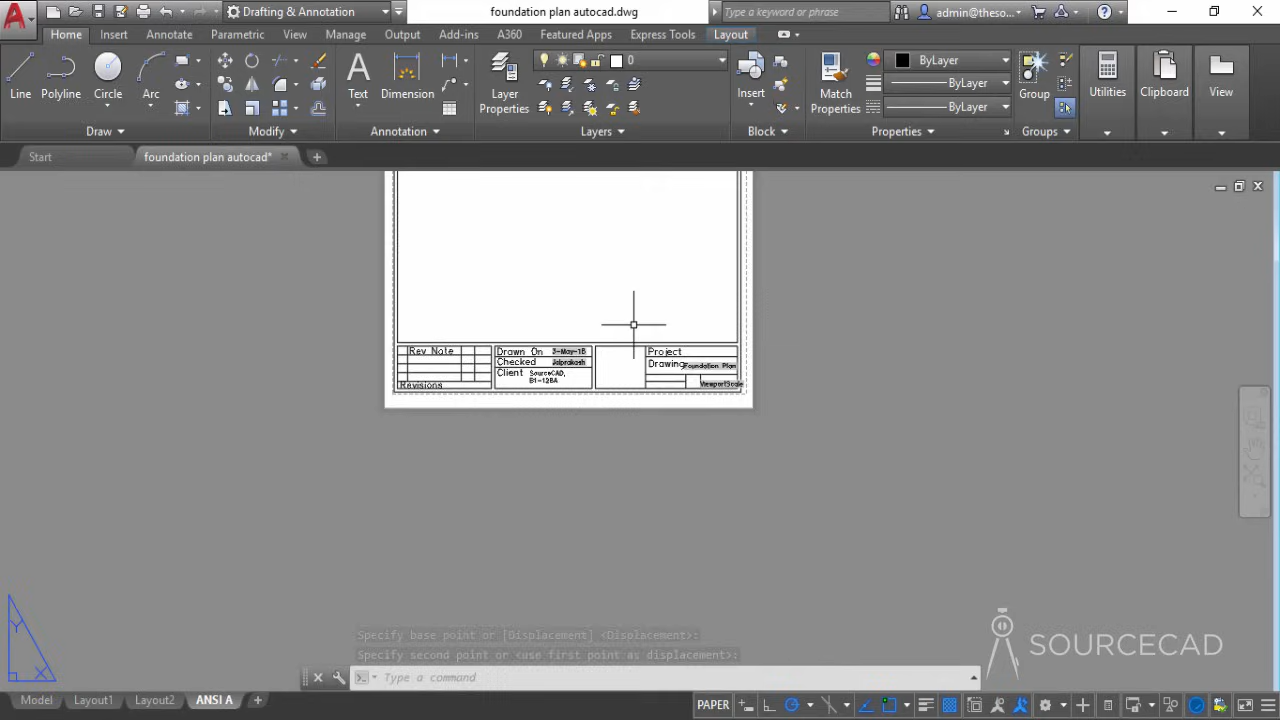 Drafting & Annotation
foundation plan autocad.dwg
Type a keyword or phrase
admin@theso...
Home Insert Annotate Parametric View Manage Output Add-ins A360 Featured Apps Express Tools Layout
0
ByLayer
ByLayer
ByLayer
Line Polyline Circle Arc Text Dimension Layer Properties Insert Match Properties Group Utilities Clipboard View
Draw Modify Annotation Layers Block Properties Groups
Start foundation plan autocad*
Rev Note
Revisions
Drawn On 3-May-18
Checked Jaiprakash
Client SourceCAD,
B1-128A
Project
Drawing Foundation Plan
ViewportScale
Y
X
Specify base point or [Displacement] <Displacement>:
Specify second point or <use first point as displacement>:
Type a command
SOURCECAD
Model Layout1 Layout2 ANSI A
PAPER